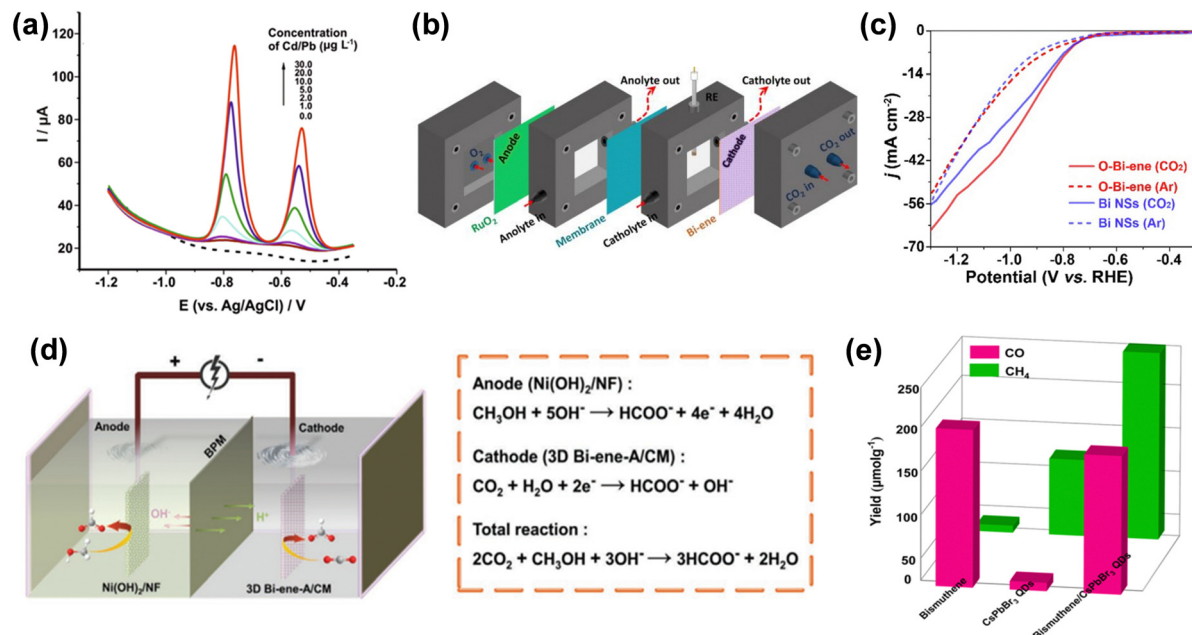 (a)
I / µA
120
100
80
60
40
20
-1.2 -1.0 -0.8 -0.6 -0.4 -0.2
E (vs. Ag/AgCl) / V
Concentration
of Cd/Pb (µg L⁻¹)
30.0
20.0
10.0
5.0
2.0
1.0
0.0
(b)
O₂
Anode
RuO₂
Anolyte in
Anolyte out
Membrane
RE
Catholyte in
Catholyte out
Cathode
Bi-ene
CO₂ in
CO₂ out
(c)
j (mA cm⁻²)
0
-14
-28
-42
-56
-70
-1.2 -1.0 -0.8 -0.6 -0.4
Potential (V vs. RHE)
O-Bi-ene (CO₂)
O-Bi-ene (Ar)
Bi NSs (CO₂)
Bi NSs (Ar)
(d)
+ -
Anode
BPM
Cathode
OH⁻
H⁺
Ni(OH)₂/NF
3D Bi-ene-A/CM
Anode (Ni(OH)₂/NF) :
CH₃OH + 5OH⁻ → HCOO⁻ + 4e⁻ + 4H₂O
Cathode (3D Bi-ene-A/CM) :
CO₂ + H₂O + 2e⁻ → HCOO⁻ + OH⁻
Total reaction :
2CO₂ + CH₃OH + 3OH⁻ → 3HCOO⁻ + 2H₂O
(e)
CO
CH₄
Yield (µmolg⁻¹)
250
200
150
100
50
0
Bismuthene
CsPbBr₃ QDs
Bismuthene/CsPbBr₃ QDs